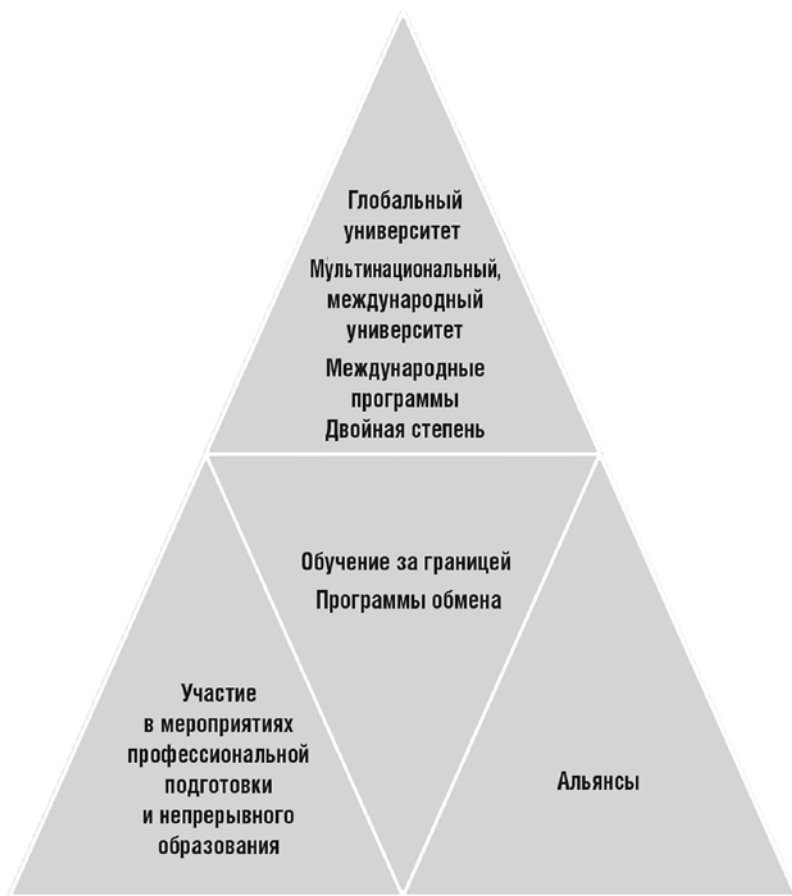 Глобальный
университет
Мультинациональный,
международный
университет
Международные
программы
Двойная степень
Обучение за границей
Программы обмена
Участие
в мероприятиях
профессиональной
подготовки
и непрерывного
образования
Альянсы